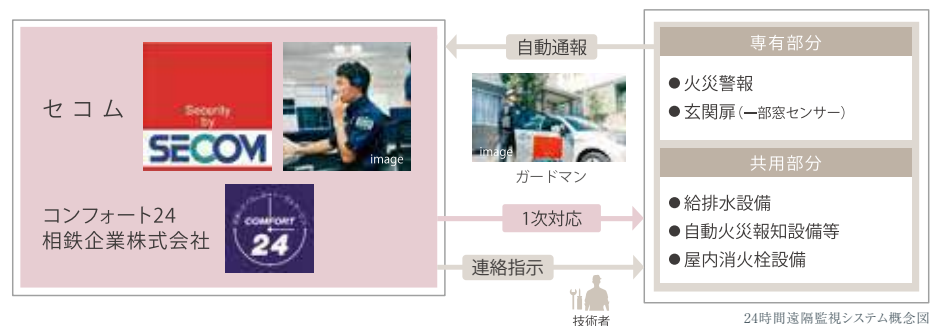 セコム
Security
by
SECOM
image
コンフォート24
相鉄企業株式会社
COMFORT
24
自動通報
image
ガードマン
1次対応
連絡指示
技術者
専有部分
●火災警報
●玄関扉(一部窓センサー)
共用部分
●給排水設備
●自動火災報知設備等
●屋内消火栓設備
24時間遠隔監視システム概念図